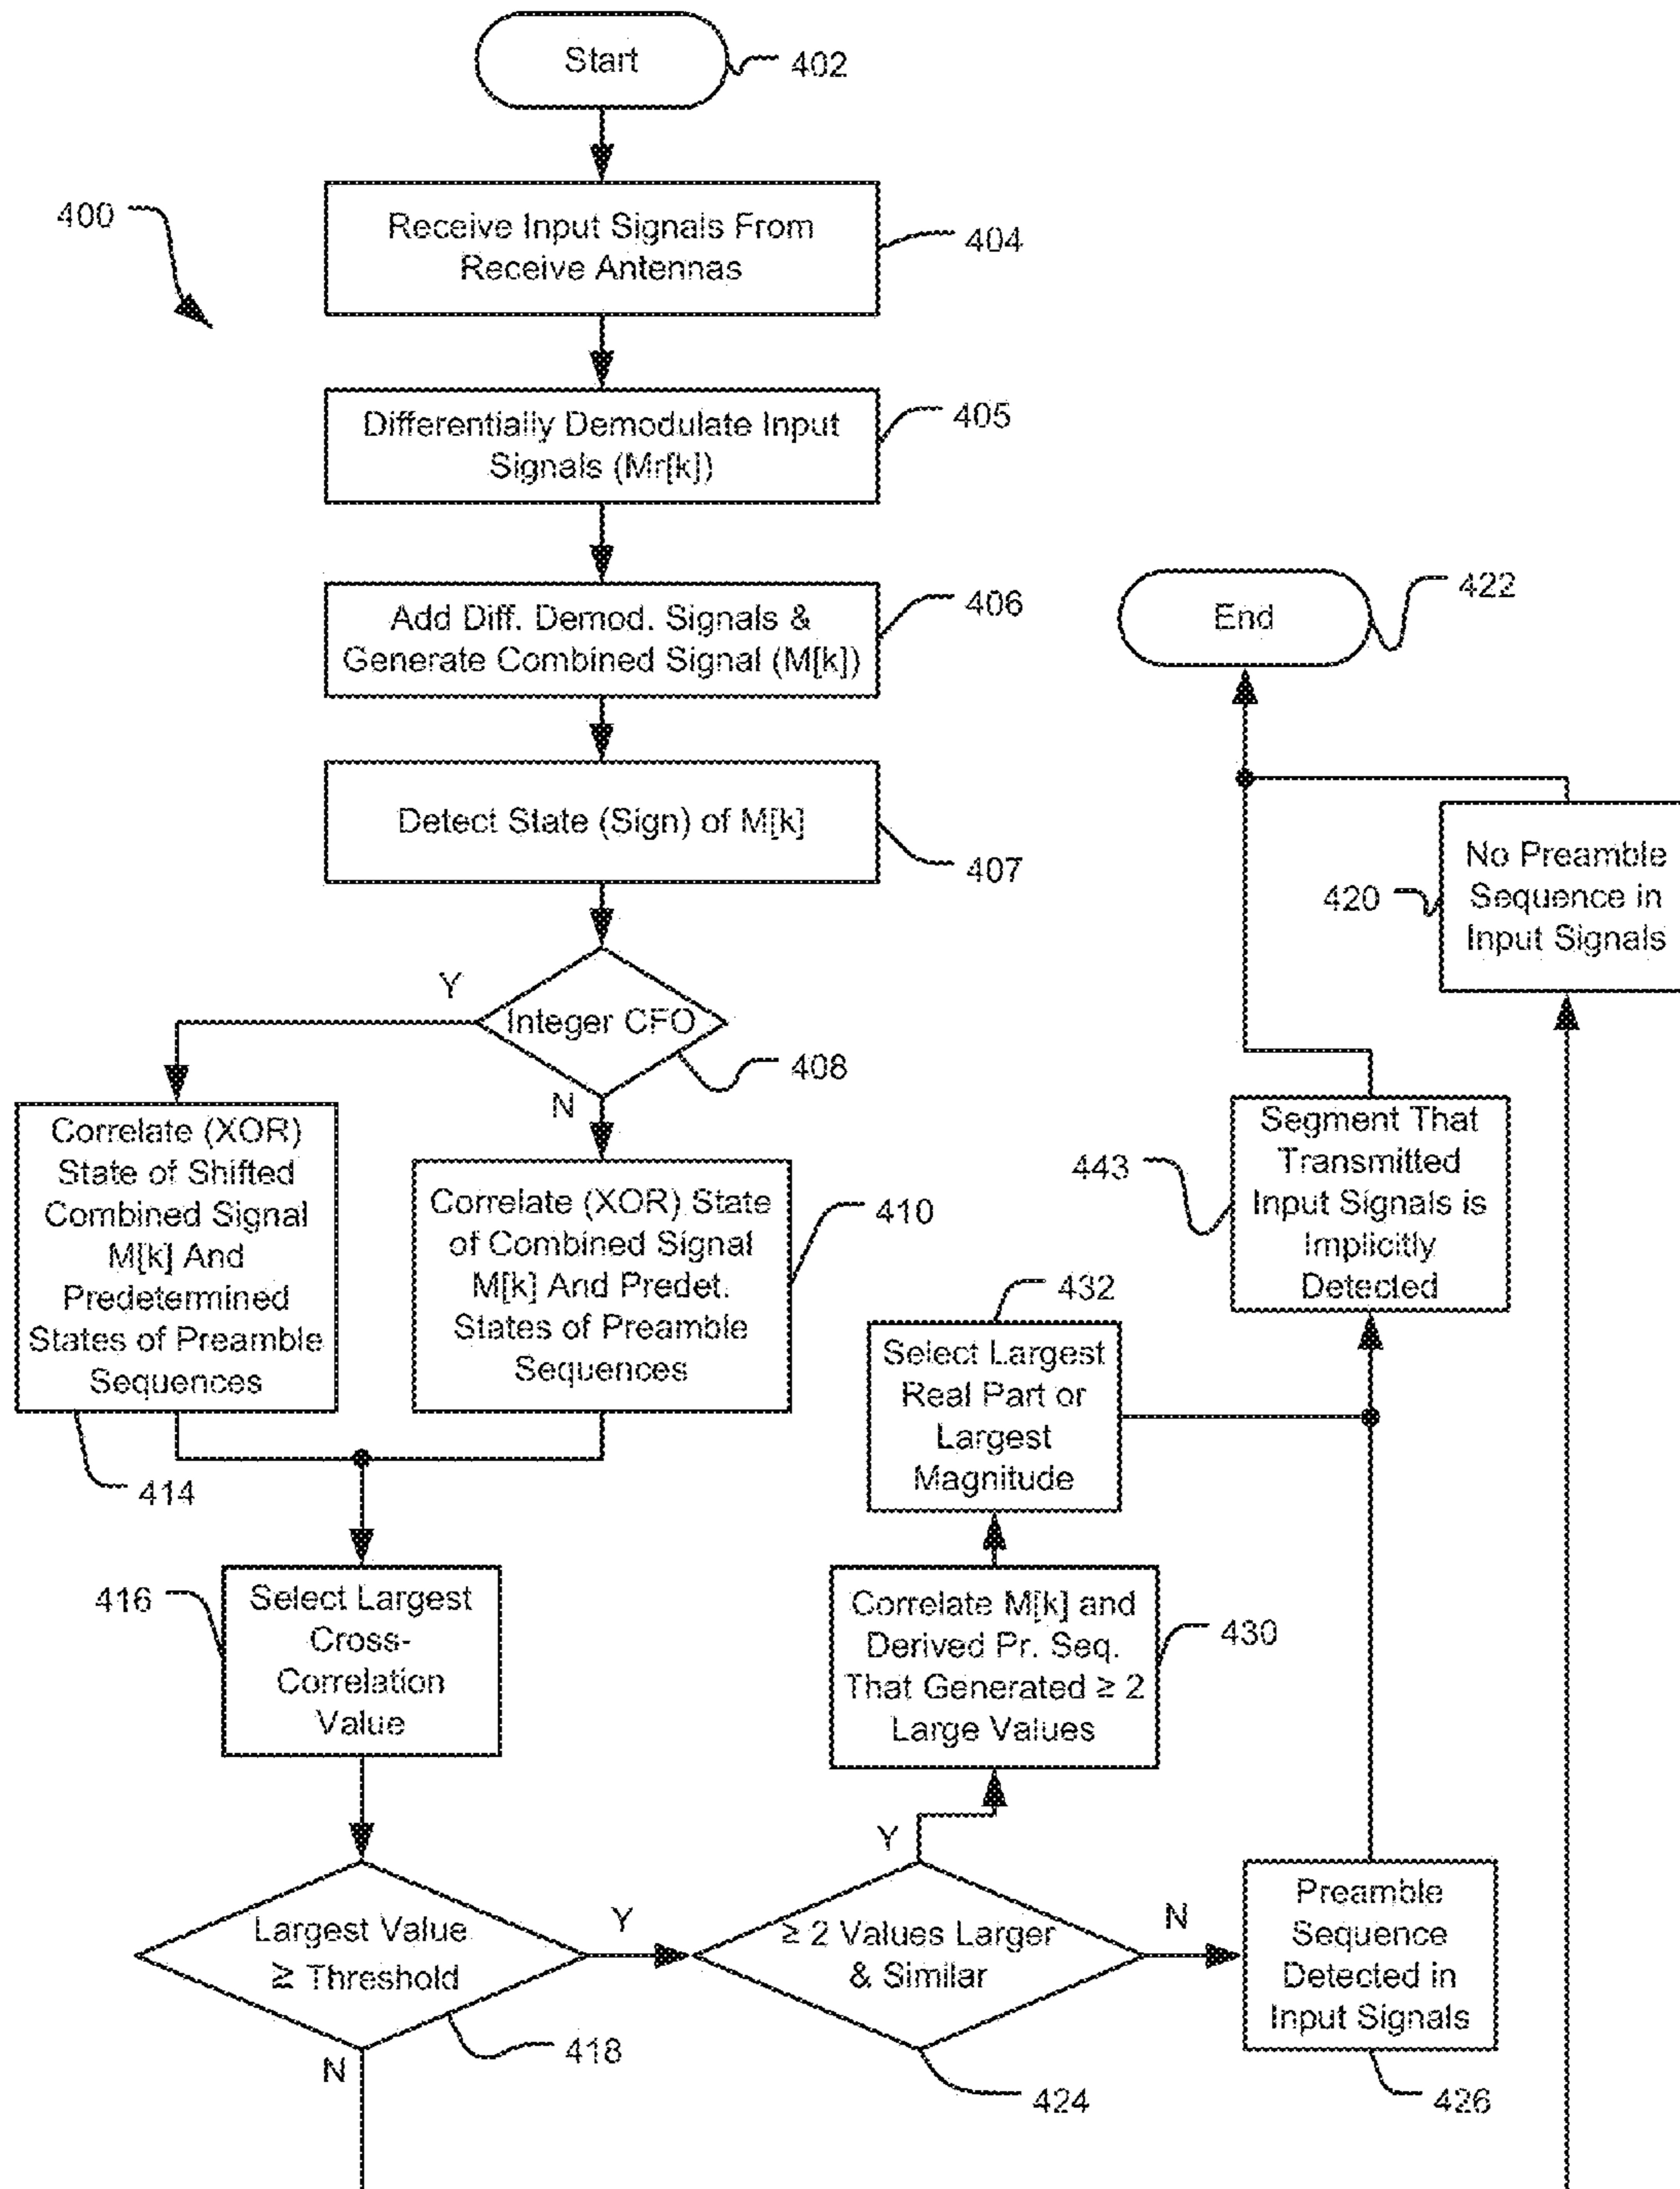 Start
402
400
Receive Input Signals From
Receive Antennas
404
Differentially Demodulate Input
Signals (Mr[k])
405
Add Diff. Demod. Signals &
Generate Combined Signal (M[k])
406
Detect State (Sign) of M[k]
407
Integer CFO
408
Y
N
Correlate (XOR)
State of Shifted
Combined Signal
M[k] And
Predetermined
States of Preamble
Sequences
414
Correlate (XOR) State
of Combined Signal
M[k] And Predet.
States of Preamble
Sequences
410
Select Largest
Cross-
Correlation
Value
416
Largest Value
≥ Threshold
418
Y
N
≥ 2 Values Larger
& Similar
424
Y
N
Correlate M[k] and
Derived Pr. Seq.
That Generated ≥ 2
Large Values
430
Select Largest
Real Part or
Largest
Magnitude
432
Preamble
Sequence
Detected in
Input Signals
426
Segment That
Transmitted
Input Signals is
Implicitly
Detected
443
No Preamble
Sequence in
Input Signals
420
End
422